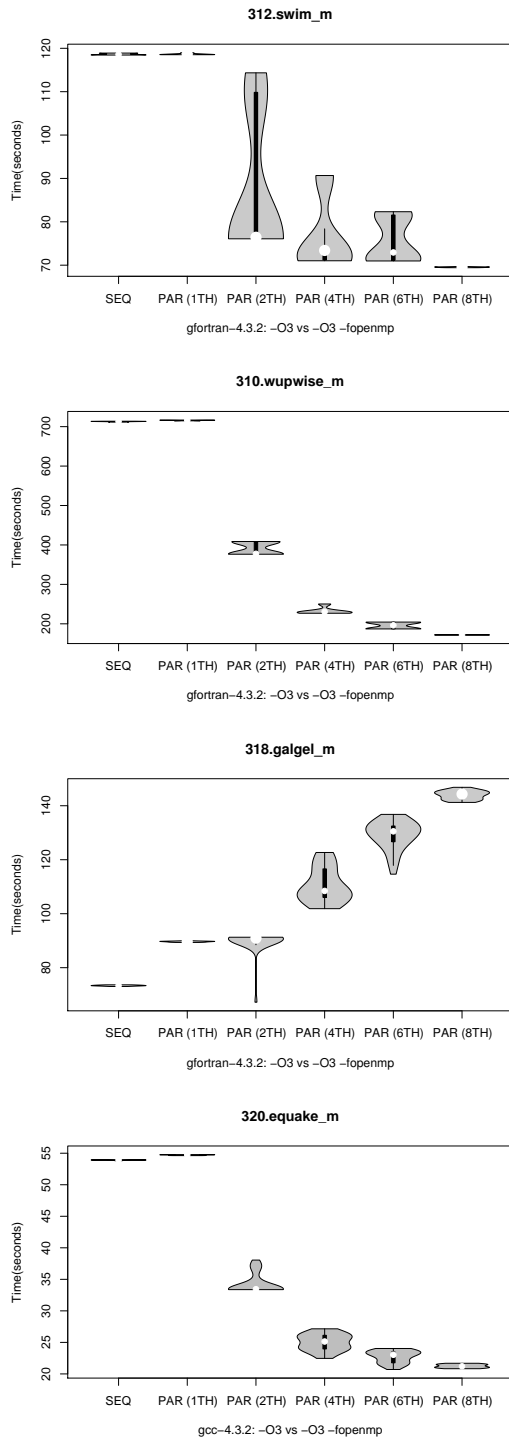 312.swim_m
120
110
100
90
80
70
Time(seconds)
SEQ PAR (1TH) PAR (2TH) PAR (4TH) PAR (6TH) PAR (8TH)
gfortran−4.3.2: −O3 vs −O3 −fopenmp
310.wupwise_m
700
600
500
400
300
200
Time(seconds)
SEQ PAR (1TH) PAR (2TH) PAR (4TH) PAR (6TH) PAR (8TH)
gfortran−4.3.2: −O3 vs −O3 −fopenmp
318.galgel_m
140
120
100
80
Time(seconds)
SEQ PAR (1TH) PAR (2TH) PAR (4TH) PAR (6TH) PAR (8TH)
gfortran−4.3.2: −O3 vs −O3 −fopenmp
320.equake_m
55
50
45
40
35
30
25
20
Time(seconds)
SEQ PAR (1TH) PAR (2TH) PAR (4TH) PAR (6TH) PAR (8TH)
gcc−4.3.2: −O3 vs −O3 −fopenmp